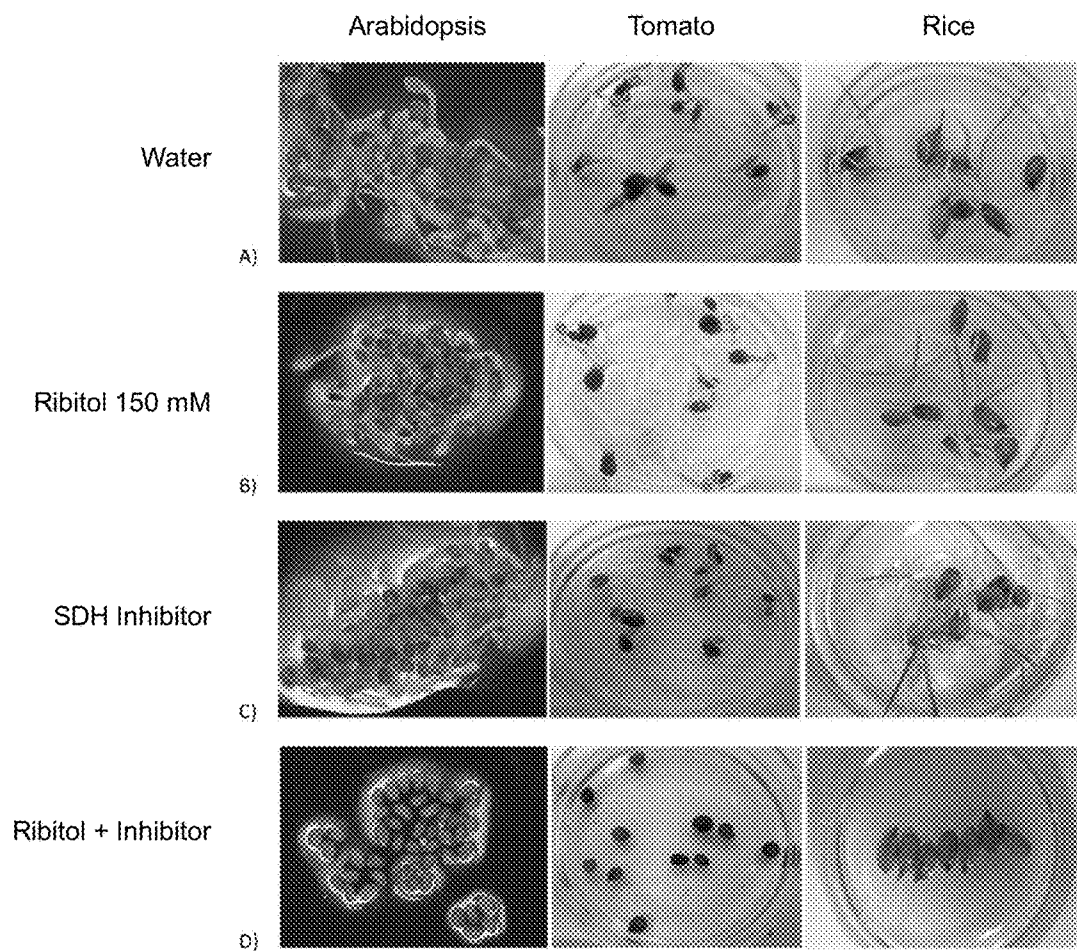 Arabidopsis Tomato Rice
Water
A)
Ribitol 150 mM
B)
SDH Inhibitor
C)
Ribitol + Inhibitor
D)